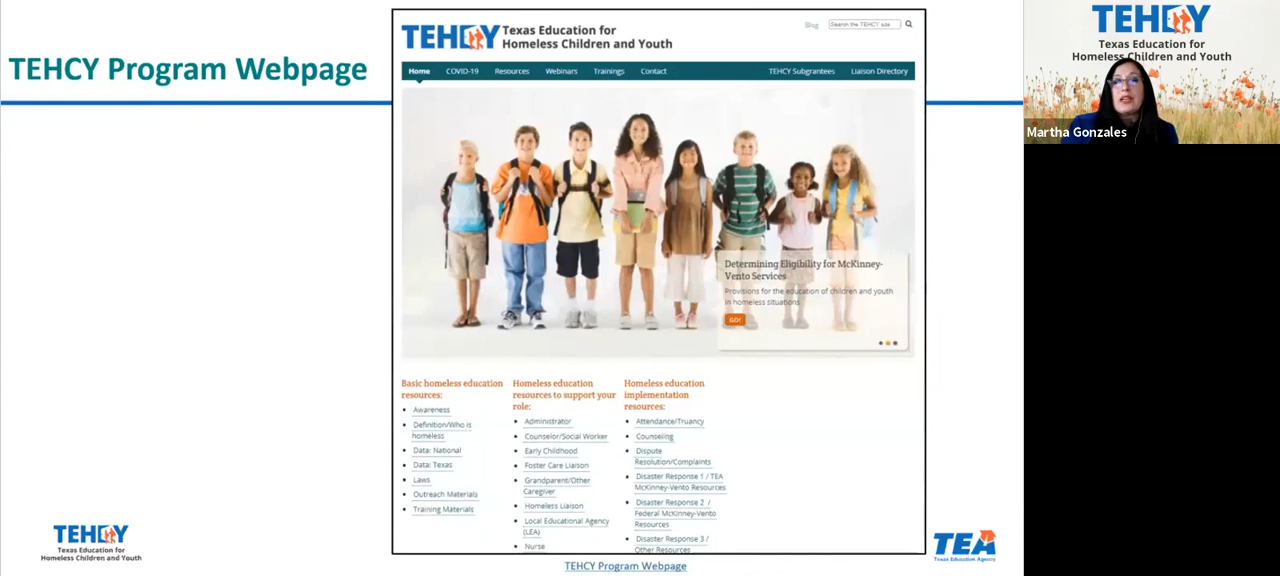 TEHCY Program Webpage
TEHCY Texas Education for
Homeless Children and Youth
Blog
Search the TEHCY site
Home COVID-19 Resources Webinars Trainings Contact TEHCY Subgrantees Liaison Directory
Determining Eligibility for McKinney-
Vento Services
Provisions for the education of children and youth
in homeless situations
GO!
Basic homeless education
resources:
Awareness
Definition/Who is
homeless
Data: National
Data: Texas
Laws
Outreach Materials
Training Materials
Homeless education
resources to support your
role:
Administrator
Counselor/Social Worker
Early Childhood
Foster Care Liaison
Grandparent/Other
Caregiver
Homeless Liaison
Local Educational Agency
(LEA)
Nurse
Homeless education
implementation
resources:
Attendance/Truancy
Counseling
Dispute
Resolution/Complaints
Disaster Response 1 / TEA
McKinney-Vento Resources
Disaster Response 2 /
Federal McKinney-Vento
Resources
Disaster Response 3 /
Other Resources
TEHCY Program Webpage
TEHCY
Texas Education for
Homeless Children and Youth
TEA
Texas Education Agency
TEHCY
Texas Education for
Homeless Children and Youth
Martha Gonzales